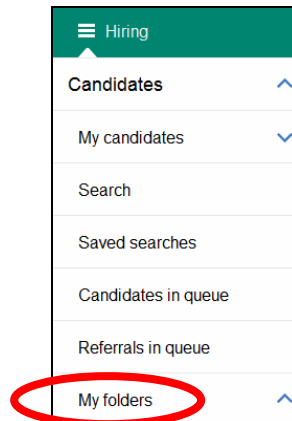 Hiring
Candidates
My candidates
Search
Saved searches
Candidates in queue
Referrals in queue
My folders